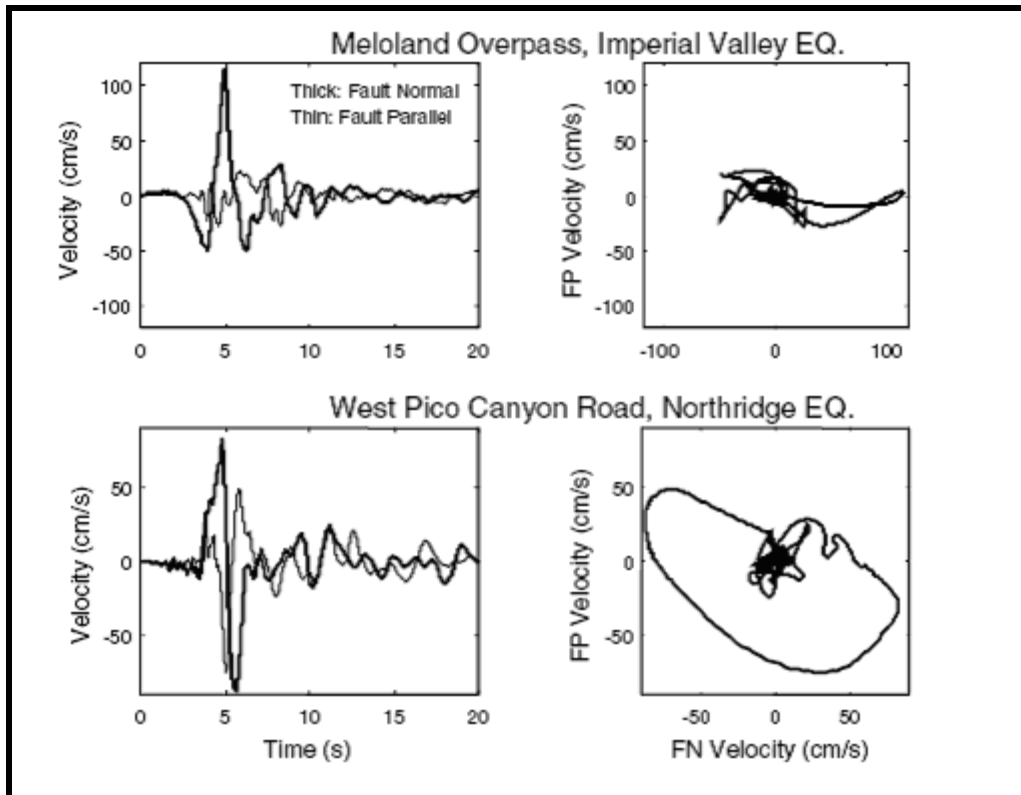 Meloland Overpass, Imperial Valley EQ.
Thick: Fault Normal
Thin: Fault Parallel
Velocity (cm/s)
100
50
0
-50
-100
0 5 10 15 20
FP Velocity (cm/s)
100
50
0
-50
-100
-100 0 100
West Pico Canyon Road, Northridge EQ.
Velocity (cm/s)
50
0
-50
0 5 10 15 20
Time (s)
FP Velocity (cm/s)
50
0
-50
-50 0 50
FN Velocity (cm/s)